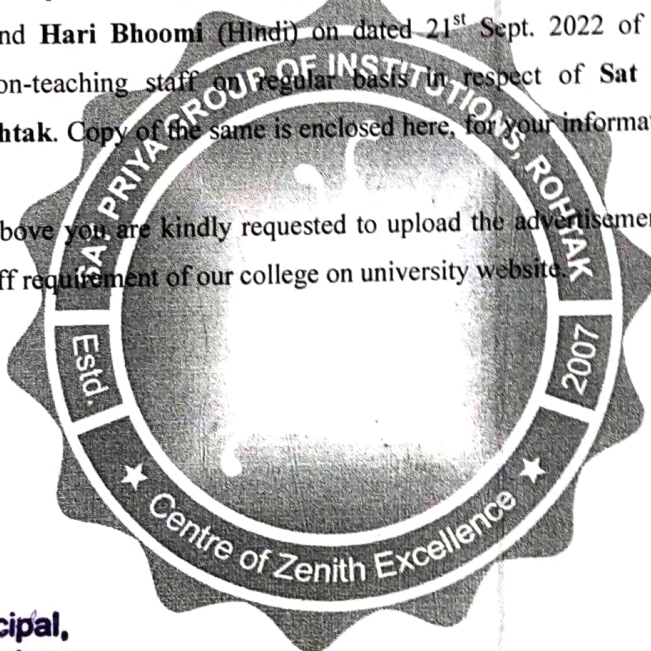 nd Hari Bhoomi (Hindi) on dated 21st Sept. 2022 of
on-teaching staff on regular basis in respect of Sat
htak. Copy of the same is enclosed here, for your informat
bove you are kindly requested to upload the advertisemen
ff requirement of our college on university website.
SAT PRIYA GROUP OF INSTITUTIONS, ROHTAK
Estd.
2007
★ Centre of Zenith Excellence ★
cipal,